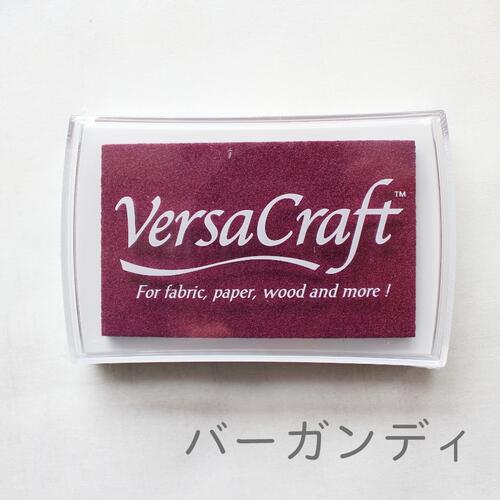 VersaCraft™
For fabric, paper, wood and more !
バーガンディ